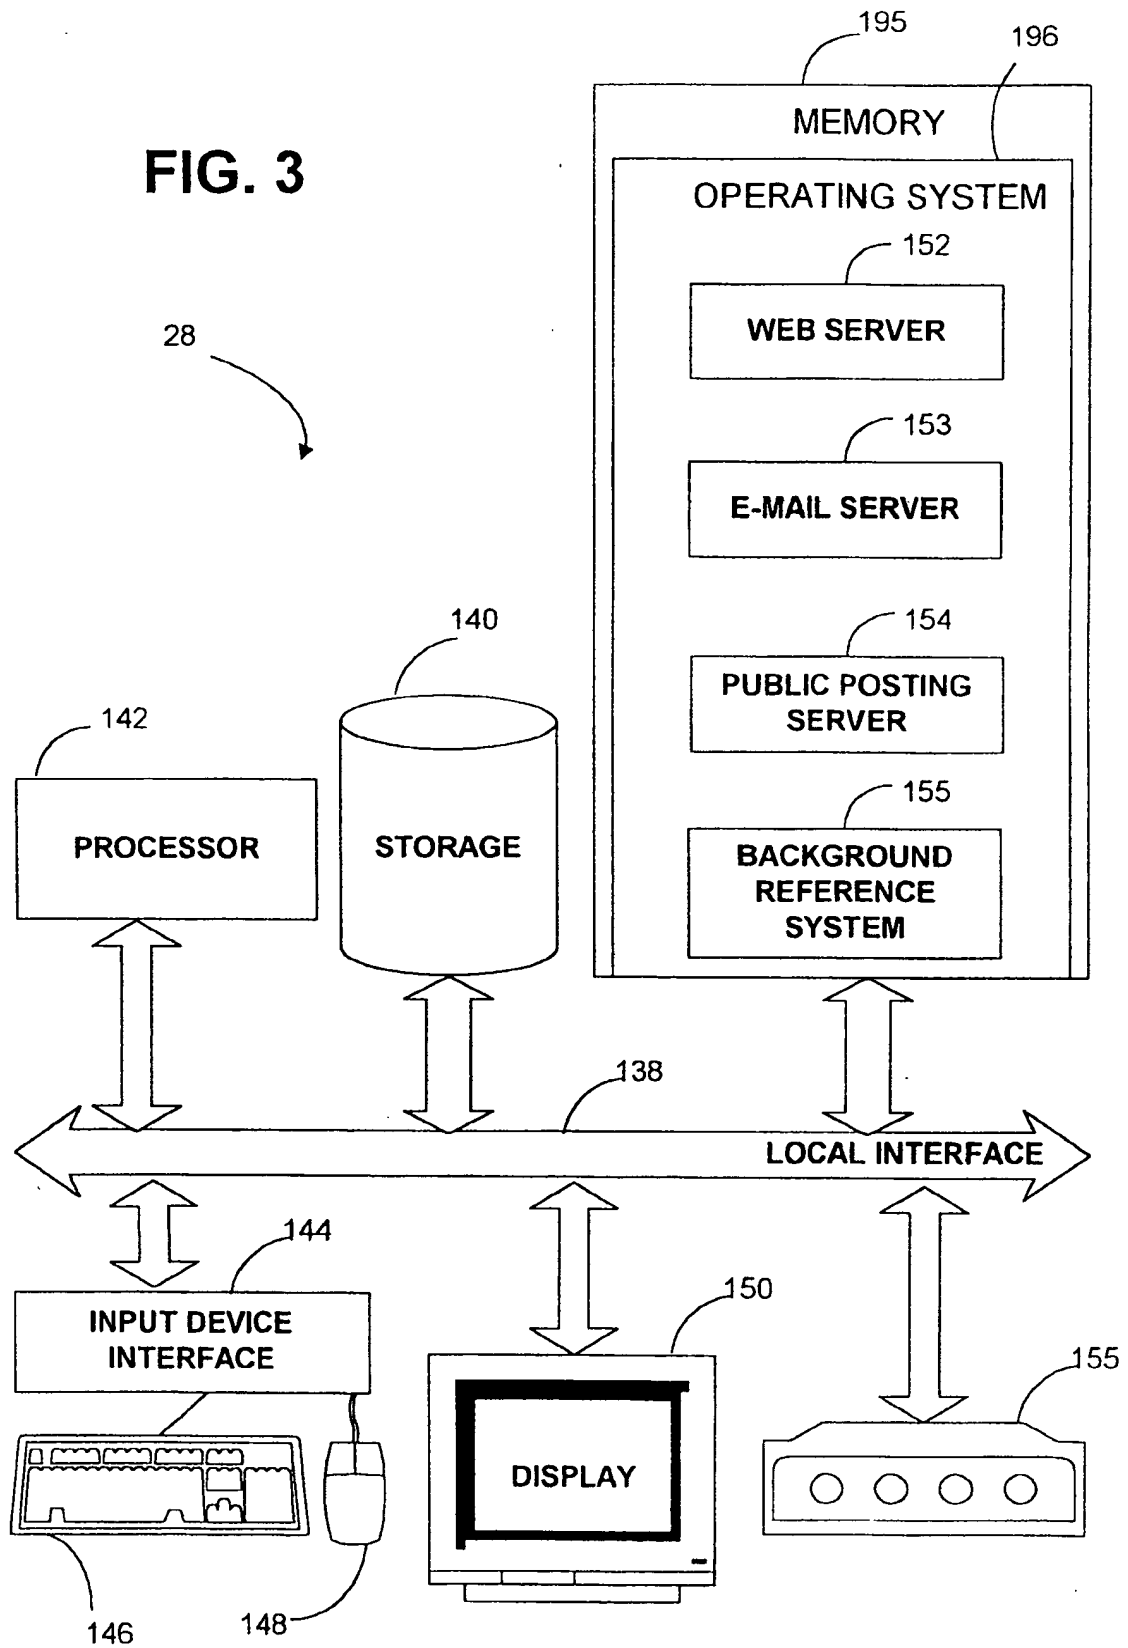 195
196
MEMORY
FIG. 3
OPERATING SYSTEM
152
28
WEB SERVER
153
E-MAIL SERVER
140
154
PUBLIC POSTING
SERVER
142
155
PROCESSOR
STORAGE
BACKGROUND
REFERENCE
SYSTEM
138
LOCAL INTERFACE
144
INPUT DEVICE
INTERFACE
150
155
DISPLAY
146
148